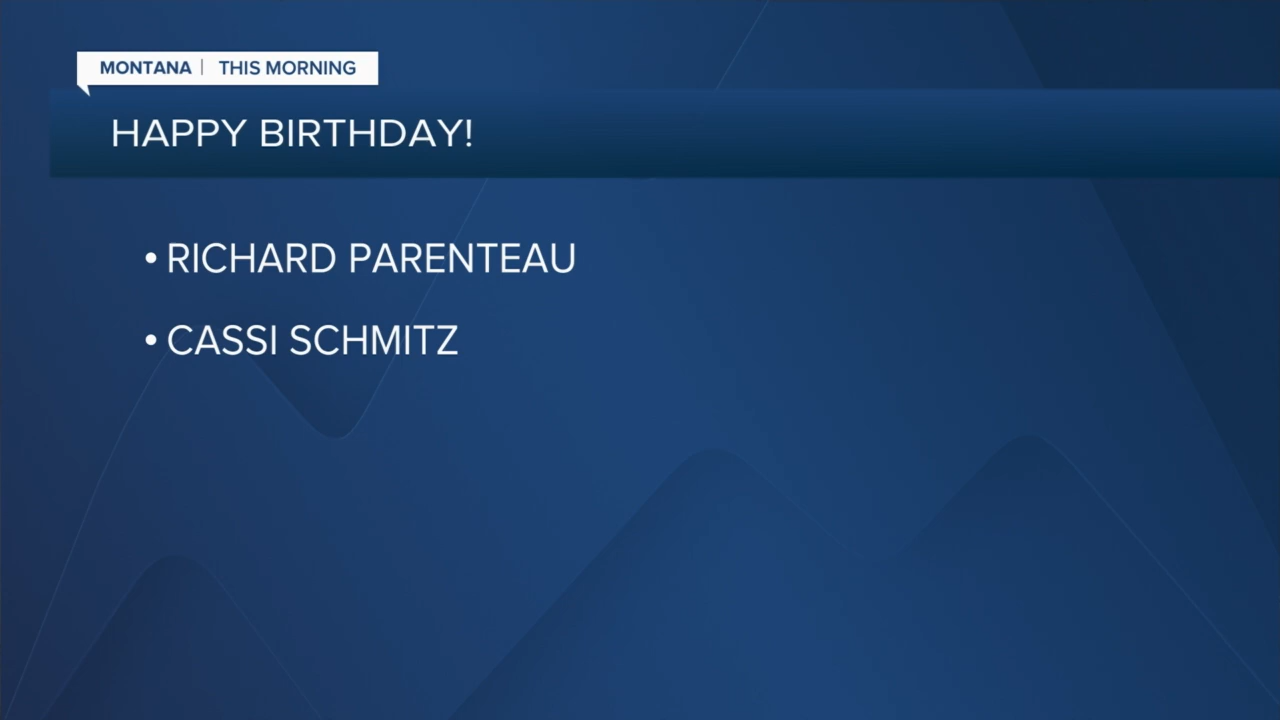 MONTANA | THIS MORNING
HAPPY BIRTHDAY!
• RICHARD PARENTEAU
• CASSI SCHMITZ